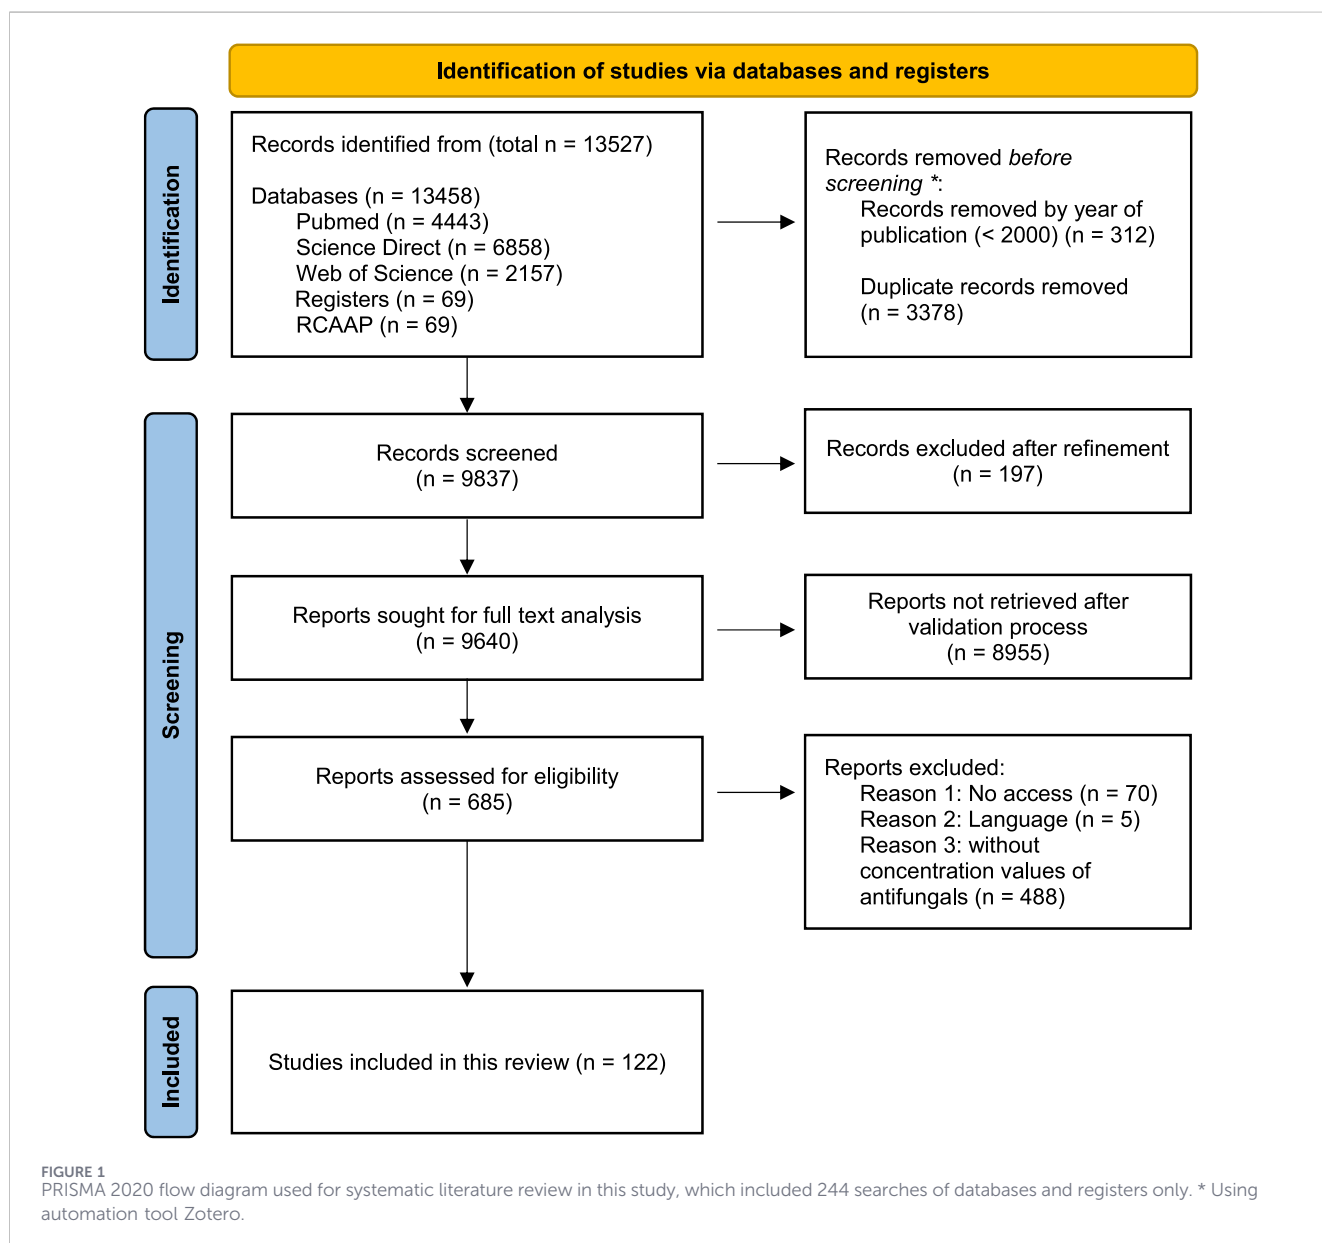 Identification of studies via databases and registers
Identification
Records identified from (total n = 13527)
Databases (n = 13458)
Pubmed (n = 4443)
Science Direct (n = 6858)
Web of Science (n = 2157)
Registers (n = 69)
RCAAP (n = 69)
Records removed before
screening *:
Records removed by year of
publication (< 2000) (n = 312)
Duplicate records removed
(n = 3378)
Screening
Records screened
(n = 9837)
Records excluded after refinement
(n = 197)
Reports sought for full text analysis
(n = 9640)
Reports not retrieved after
validation process
(n = 8955)
Reports assessed for eligibility
(n = 685)
Reports excluded:
Reason 1: No access (n = 70)
Reason 2: Language (n = 5)
Reason 3: without
concentration values of
antifungals (n = 488)
Included
Studies included in this review (n = 122)
FIGURE 1
PRISMA 2020 flow diagram used for systematic literature review in this study, which included 244 searches of databases and registers only. * Using
automation tool Zotero.